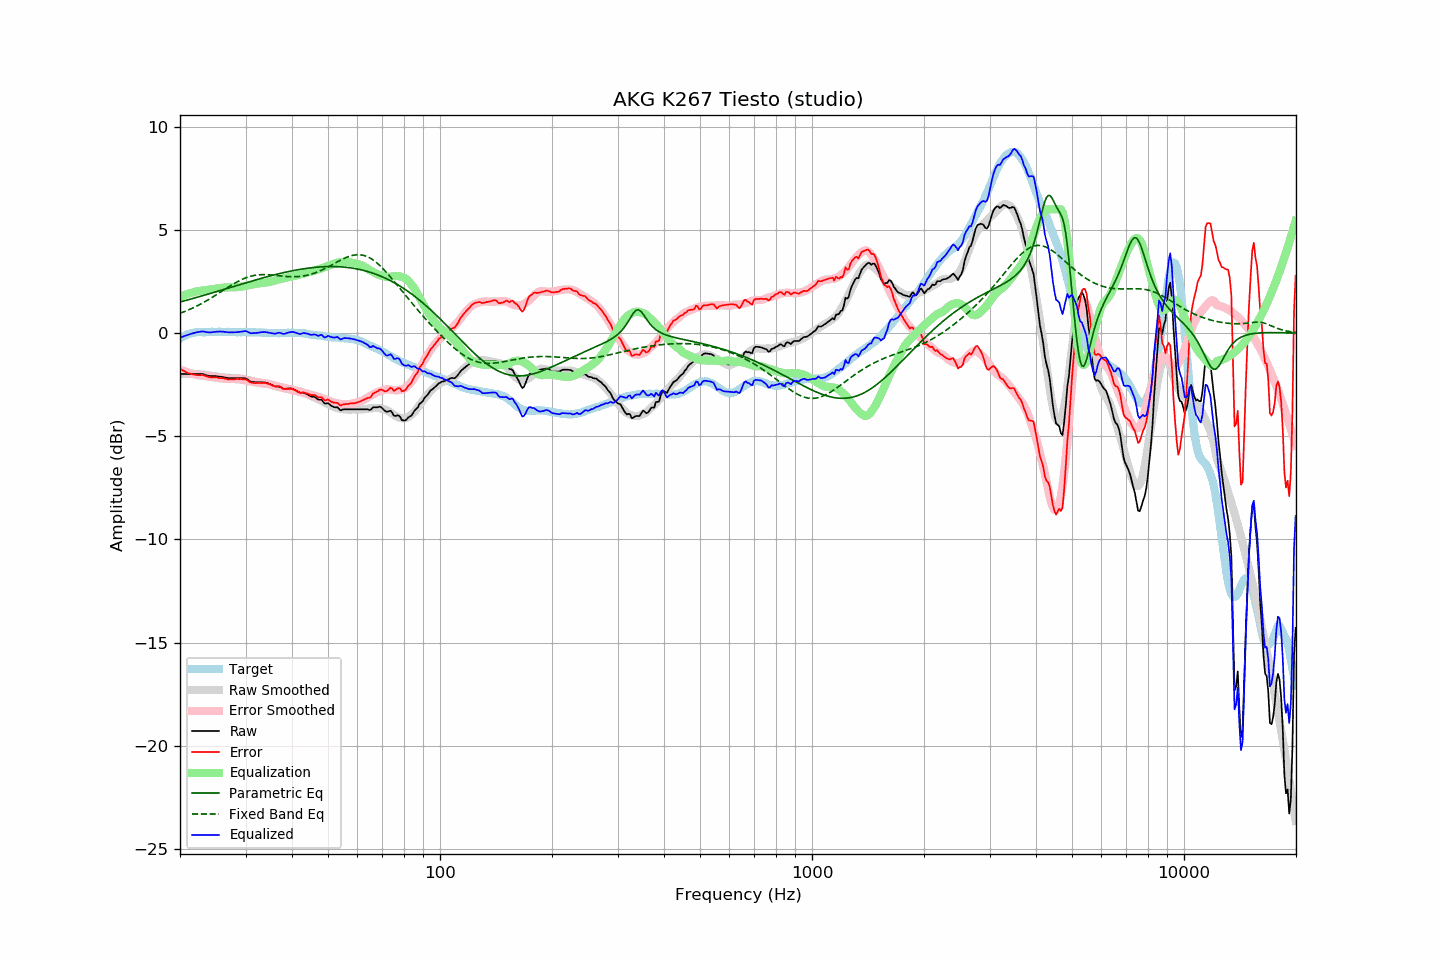 AKG K267 Tiesto (studio)
Amplitude (dBr)
10
5
0
−5
−10
−15
−20
−25
Target
Raw Smoothed
Error Smoothed
Raw
Error
Equalization
Parametric Eq
Fixed Band Eq
Equalized
100
1000
10000
Frequency (Hz)